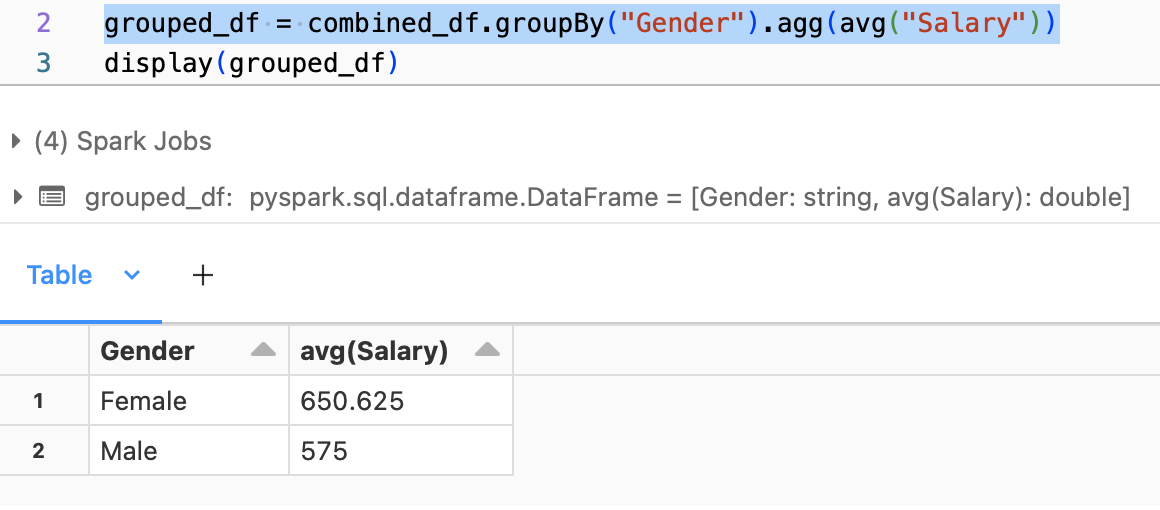 2 grouped_df = combined_df.groupBy("Gender").agg(avg("Salary"))
3 display(grouped_df)
(4) Spark Jobs
grouped_df: pyspark.sql.dataframe.DataFrame = [Gender: string, avg(Salary): double]
Table +
Gender avg(Salary)
1 Female 650.625
2 Male 575